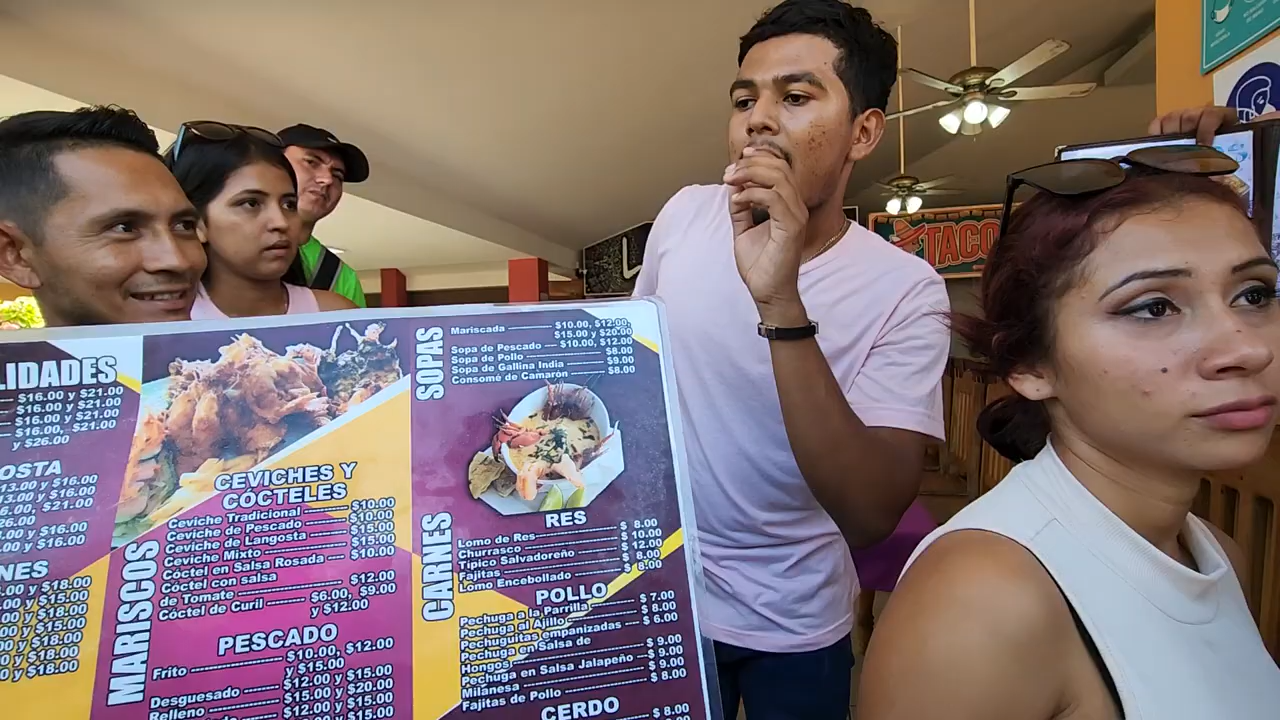 LIDADES
$16.00 y $21.00
$16.00 y $21.00
$16.00 y $21.00
$16.00, $21.00
y $26.00
OSTA
13.00 y $16.00
$16.00
$21.00
26.00
y $16.00
y $16.00
NES
y $18.00
y $15.00
y $18.00
y $15.00
y $18.00
y $18.00
MARISCOS
CEVICHES Y
CÓCTELES
Ceviche Tradicional $10.00
Ceviche de Pescado $10.00
Ceviche de Langosta $15.00
Ceviche Mixto $15.00
Cóctel en Salsa Rosada $10.00
Cóctel con salsa
de Tomate $12.00
Cóctel de Curil $6.00, $9.00
y $12.00
PESCADO
Frito $10.00, $12.00
y $15.00
Desguesado $12.00 y $15.00
Relleno $15.00 y $20.00
$12.00 y $15.00
SOPAS
Mariscada $10.00, $12.00,
$15.00 y $20.00
Sopa de Pescado $10.00, $12.00
Sopa de Pollo $8.00
Sopa de Gallina India $9.00
Consomé de Camarón $8.00
CARNES
RES
Lomo de Res $ 8.00
Churrasco $ 10.00
Típico Salvadoreño $ 12.00
Fajitas $ 8.00
Lomo Encebollado $ 8.00
POLLO
Pechuga a la Parrilla $ 7.00
Pechuga al Ajillo $ 8.00
Pechuguitas empanizadas $ 6.00
Pechuga en Salsa de
Hongos $ 9.00
Pechuga en Salsa Jalapeño $ 9.00
Milanesa $ 9.00
Fajitas de Pollo $ 8.00
CERDO
$ 8.00
TACO